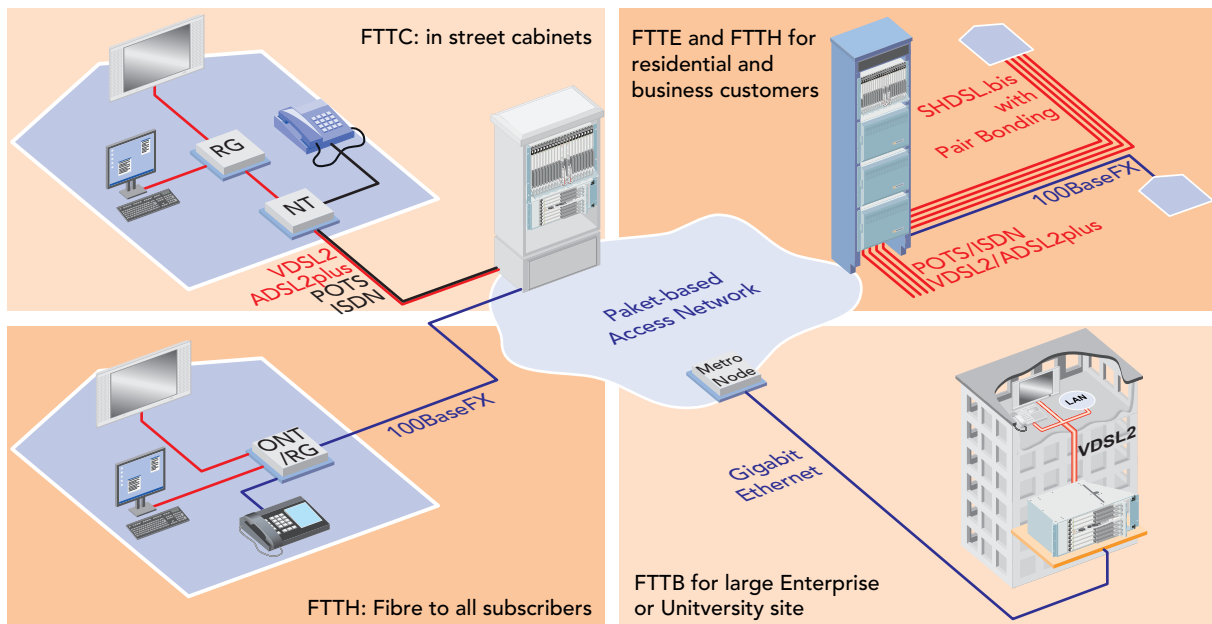 FTTC: in street cabinets
RG
NT
VDSL2
ADSL2plus
POTS
ISDN
FTTE and FTTH for
residential and
business customers
SHDSL.bis
with
Pair Bonding
100BaseFX
POTS/ISDN
VDSL2/ADSL2plus
Paket-based
Access Network
Metro
Node
100BaseFX
ONT
/RG
FTTH: Fibre to all subscribers
Gigabit
Ethernet
LAN
VDSL2
FTTB for large Enterprise
or Unitversity site